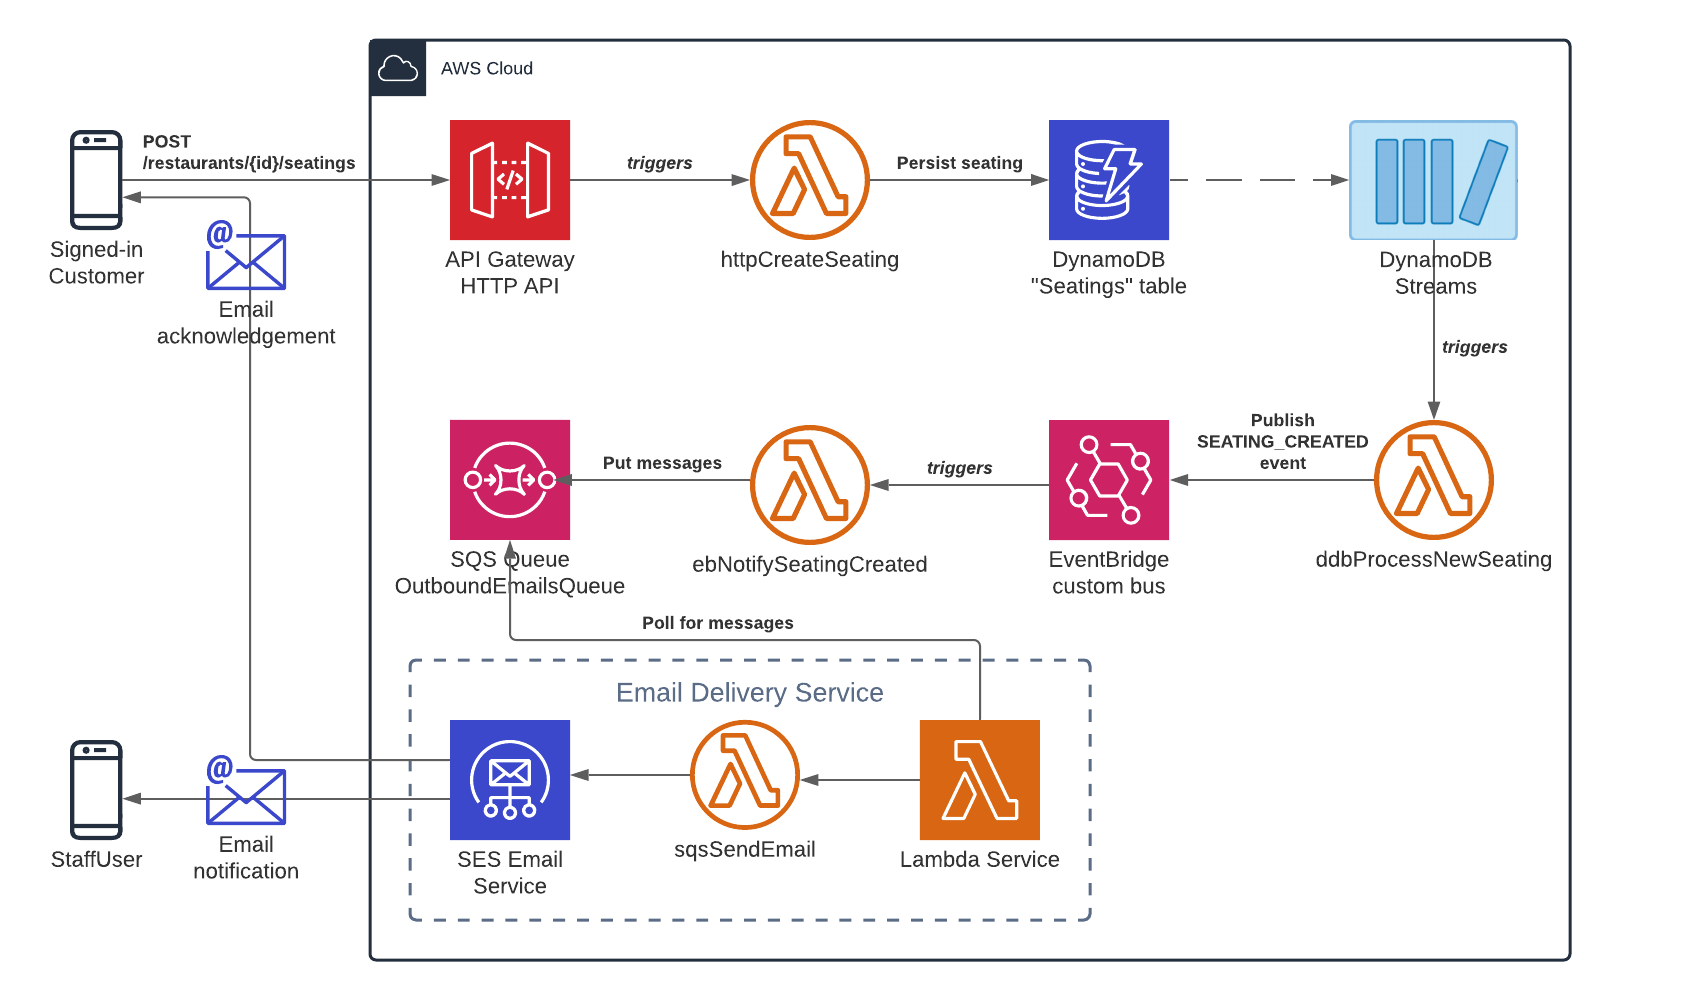 AWS Cloud
POST
/restaurants/{id}/seatings
triggers
Persist seating
Signed-in
Customer
API Gateway
HTTP API
httpCreateSeating
DynamoDB
"Seatings" table
DynamoDB
Streams
@
Email
acknowledgement
triggers
Publish
SEATING_CREATED
event
triggers
Put messages
SQS Queue
OutboundEmailsQueue
ebNotifySeatingCreated
EventBridge
custom bus
ddbProcessNewSeating
Poll for messages
Email Delivery Service
@
StaffUser
Email
notification
SES Email
Service
sqsSendEmail
Lambda Service